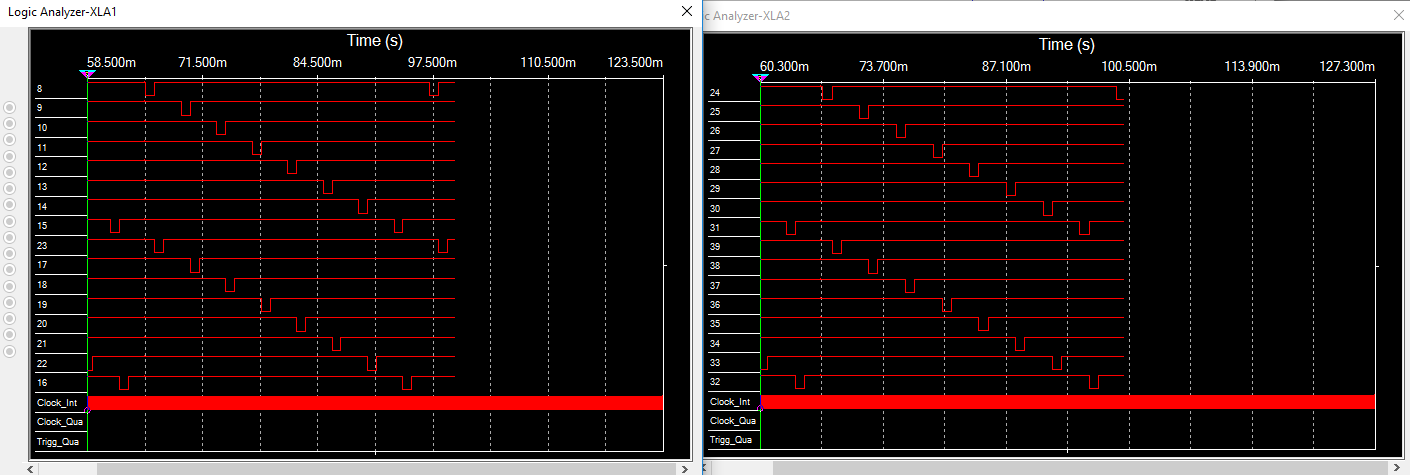 Logic Analyzer-XLA1
Time (s)
58.500m 71.500m 84.500m 97.500m 110.500m 123.500m
8
9
10
11
12
13
14
15
23
17
18
19
20
21
22
16
Clock_Int
Clock_Qua
Trigg_Qua
ic Analyzer-XLA2
Time (s)
60.300m 73.700m 87.100m 100.500m 113.900m 127.300m
24
25
26
27
28
29
30
31
39
38
37
36
35
34
33
32
Clock_Int
Clock_Qua
Trigg_Qua